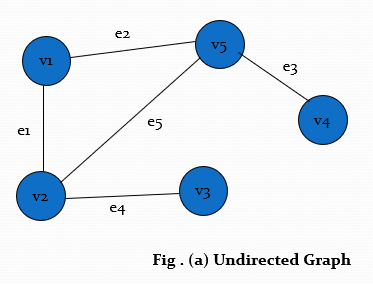 e2
v1
v5
e3
v4
e1
e5
v2
v3
e4
Fig . (a) Undirected Graph